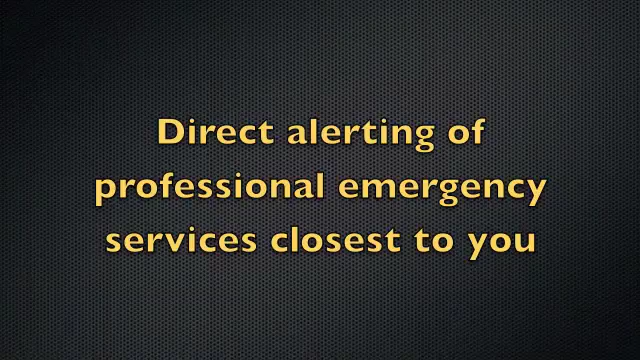 Direct alerting of
professional emergency
services closest to you